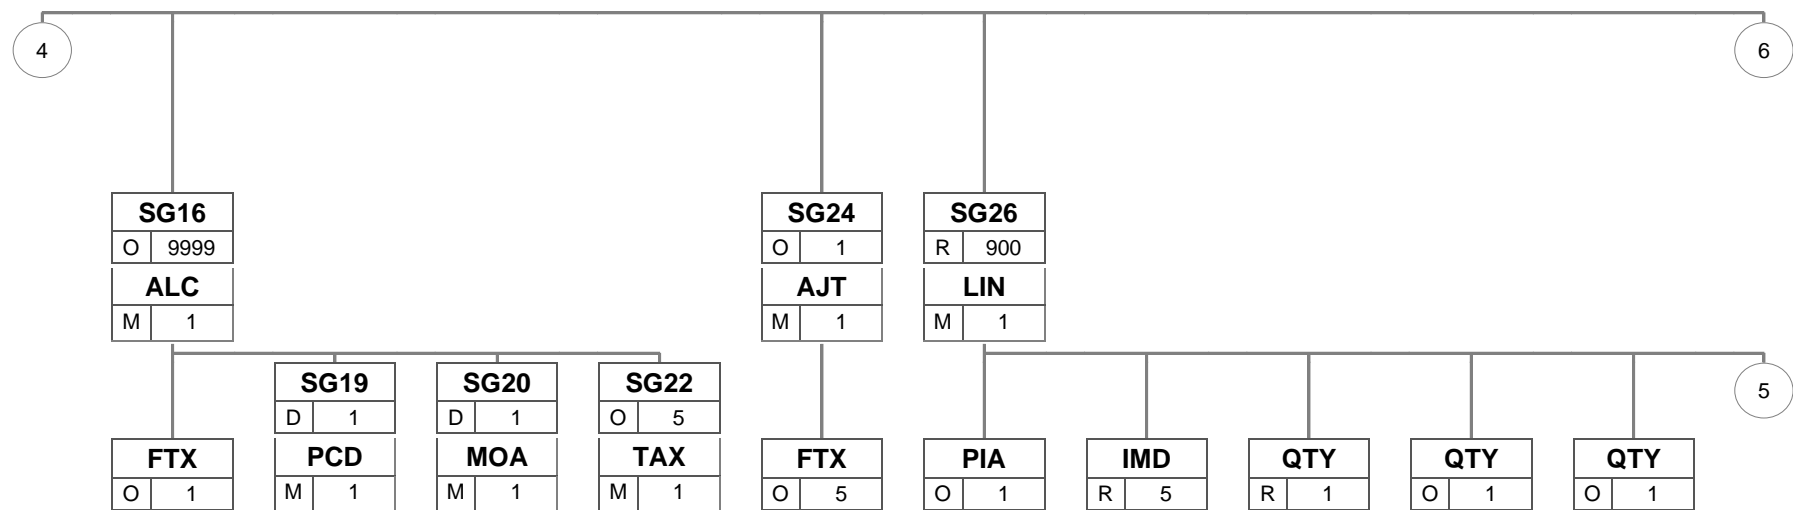 4 6
SG16 SG24 SG26
O 9999 O 1 R 900
ALC AJT LIN
M 1 M 1 M 1
SG19 SG20 SG22 5
D 1 D 1 O 5
FTX PCD MOA TAX FTX PIA IMD QTY QTY QTY
O 1 M 1 M 1 M 1 O 5 O 1 R 5 R 1 O 1 O 1